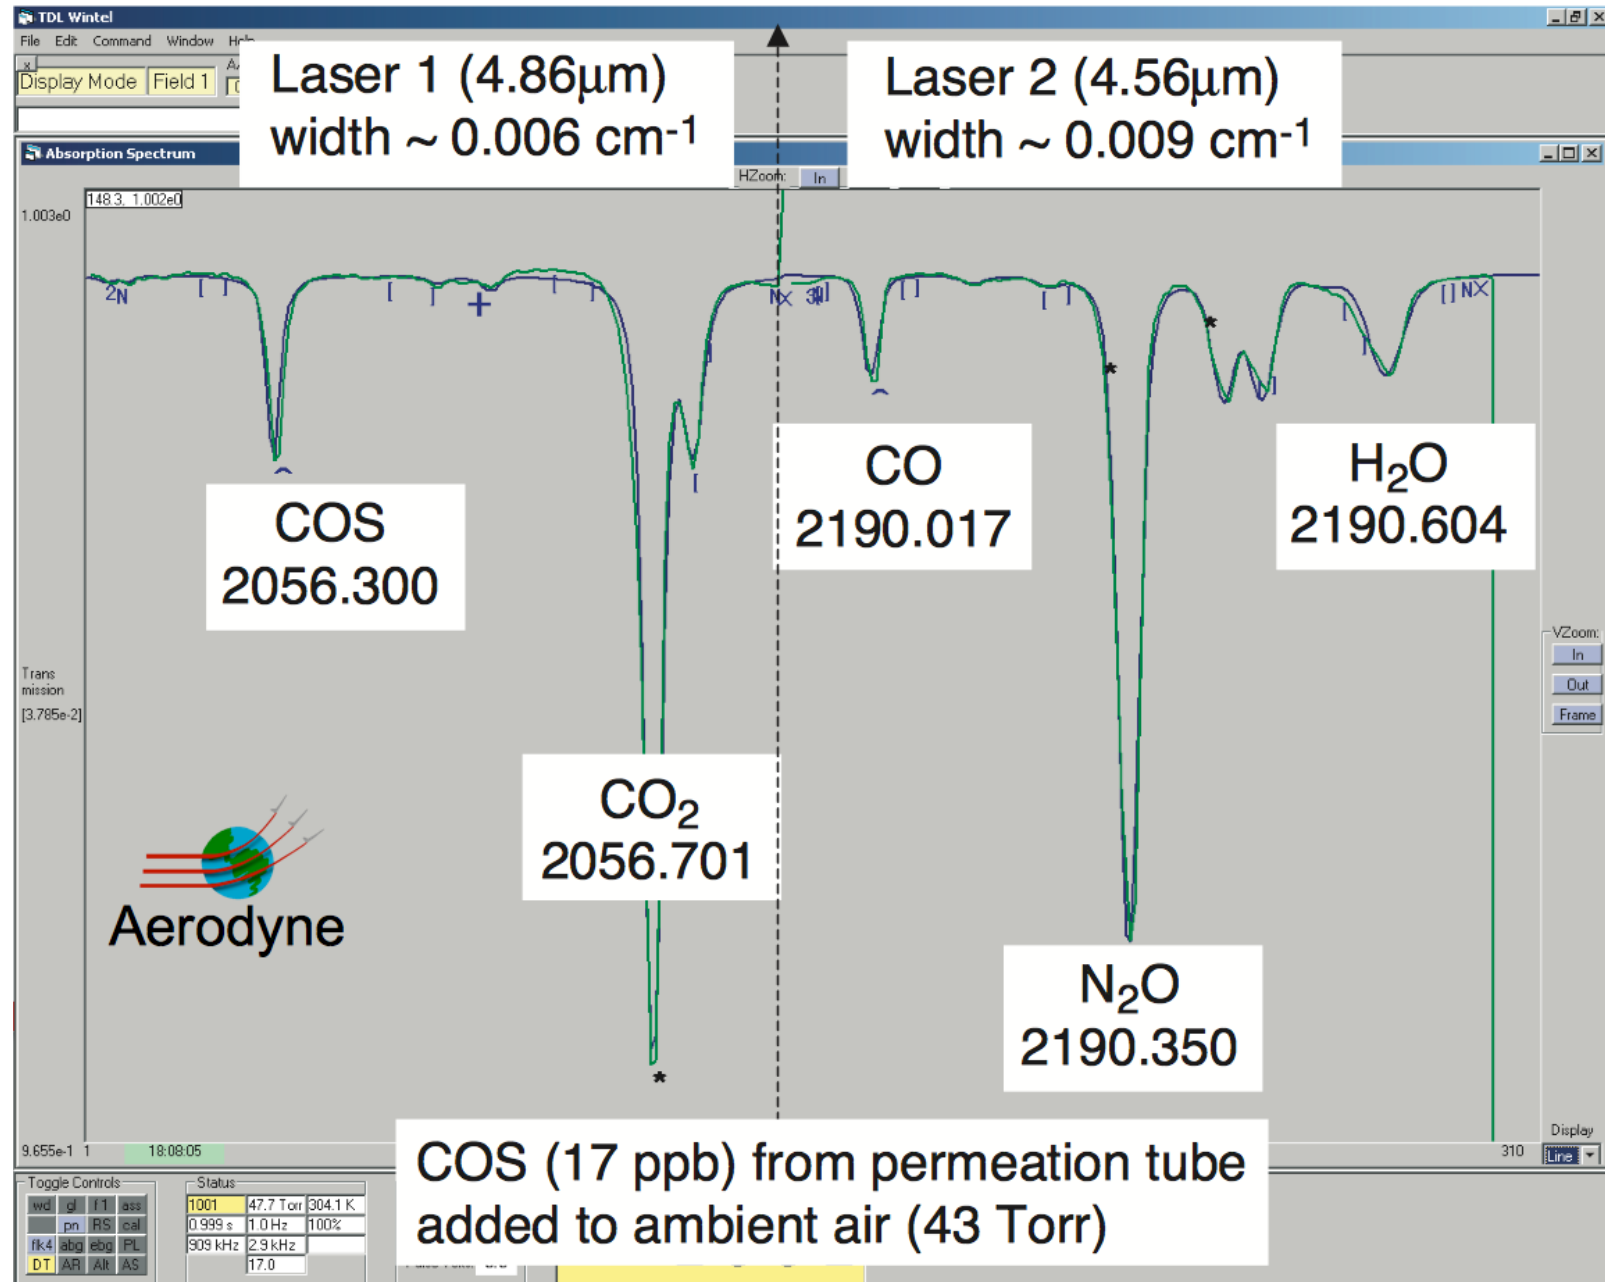 TDL Wintel
File Edit Command Window Help
Display Mode Field 1
Laser 1 (4.86μm)
width ~ 0.006 cm-1
Laser 2 (4.56μm)
width ~ 0.009 cm-1
Absorption Spectrum
HZoom: In
148.3, 1.002e0
1.003e0
2N
NX
NX
COS
2056.300
CO
2190.017
H2O
2190.604
Trans
mission
[3.785e-2]
VZoom:
In
Out
Frame
CO2
2056.701
Aerodyne
N2O
2190.350
9.655e-1 1 18:08:05
310
Display
Line
COS (17 ppb) from permeation tube
added to ambient air (43 Torr)
Toggle Controls
wd gl f1 ass
pn RS cal
flk4 abg ebg PL
DT AR Alt AS
Status
1001 47.7 Torr 304.1 K
0.999 s 1.0 Hz 100%
909 kHz 2.9 kHz
17.0